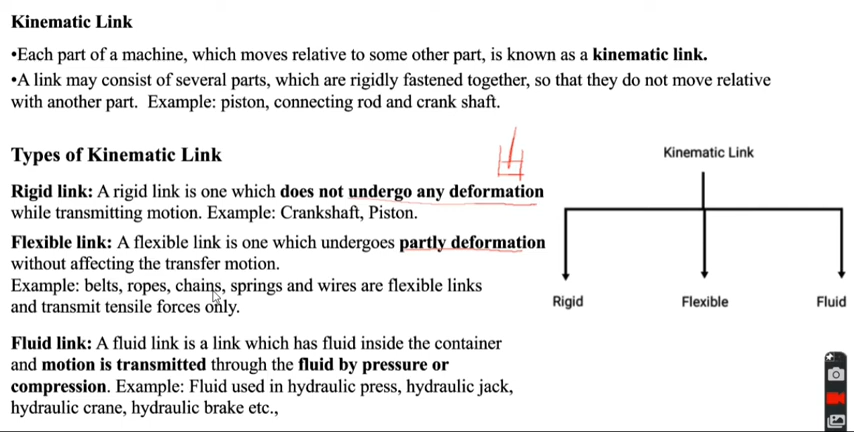 Kinematic Link
•Each part of a machine, which moves relative to some other part, is known as a kinematic link.
•A link may consist of several parts, which are rigidly fastened together, so that they do not move relative
with another part.  Example: piston, connecting rod and crank shaft.
Types of Kinematic Link
Rigid link: A rigid link is one which does not undergo any deformation
while transmitting motion. Example: Crankshaft, Piston.
Flexible link: A flexible link is one which undergoes partly deformation
without affecting the transfer motion.
Example: belts, ropes, chains, springs and wires are flexible links
and transmit tensile forces only.
Fluid link: A fluid link is a link which has fluid inside the container
and motion is transmitted through the fluid by pressure or
compression. Example: Fluid used in hydraulic press, hydraulic jack,
hydraulic crane, hydraulic brake etc.,
Kinematic Link
Rigid
Flexible
Fluid